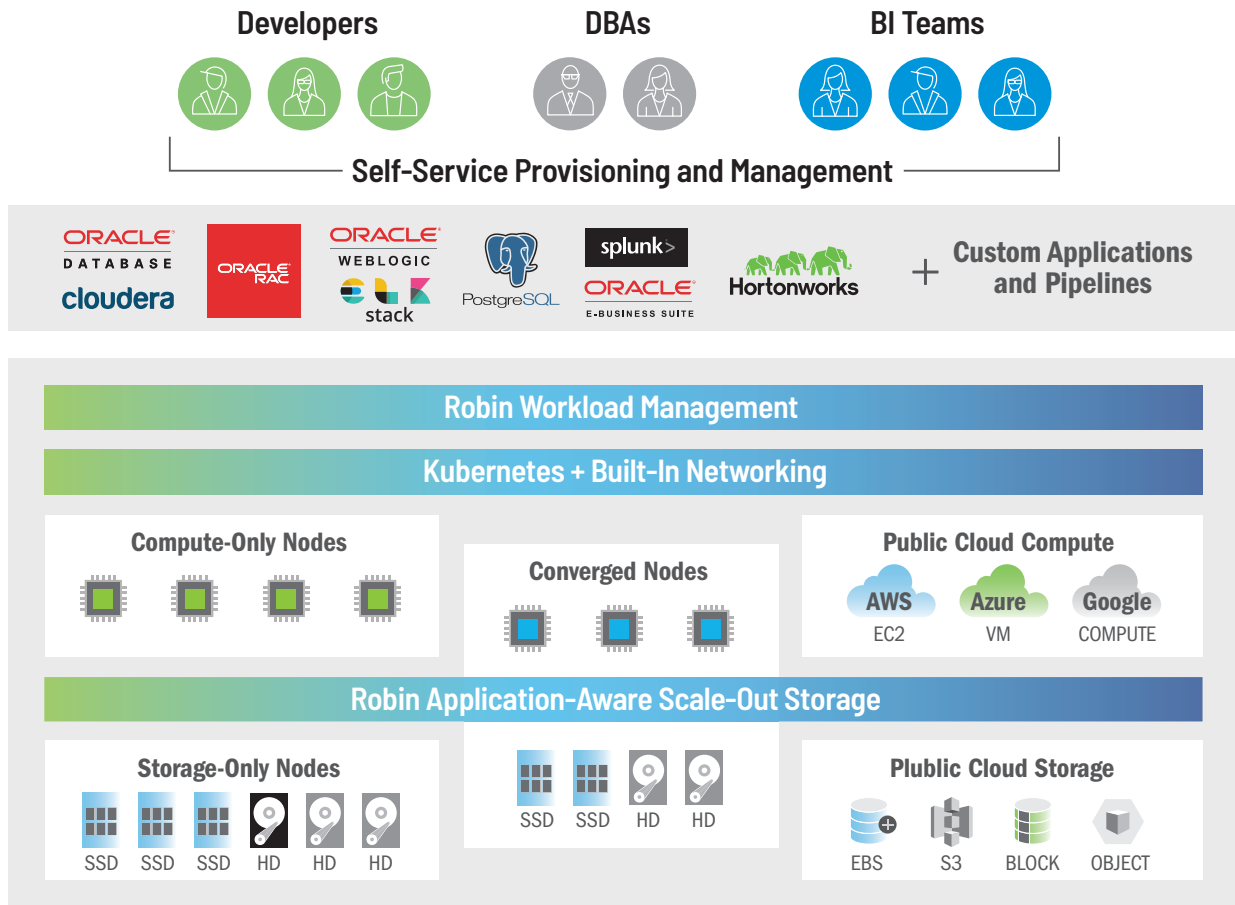 Developers
DBAs
BI Teams
Self-Service Provisioning and Management
ORACLE
DATABASE
cloudera
ORACLE
RAC
ORACLE
WEBLOGIC
stack
PostgreSQL
splunk>
ORACLE
E-BUSINESS SUITE
Hortonworks
+
Custom Applications
and Pipelines
Robin Workload Management
Kubernetes + Built-In Networking
Compute-Only Nodes
Converged Nodes
Public Cloud Compute
AWS
EC2
Azure
VM
Google
COMPUTE
Robin Application-Aware Scale-Out Storage
Storage-Only Nodes
SSD SSD SSD HD HD HD
SSD SSD HD HD
Plublic Cloud Storage
EBS S3 BLOCK OBJECT